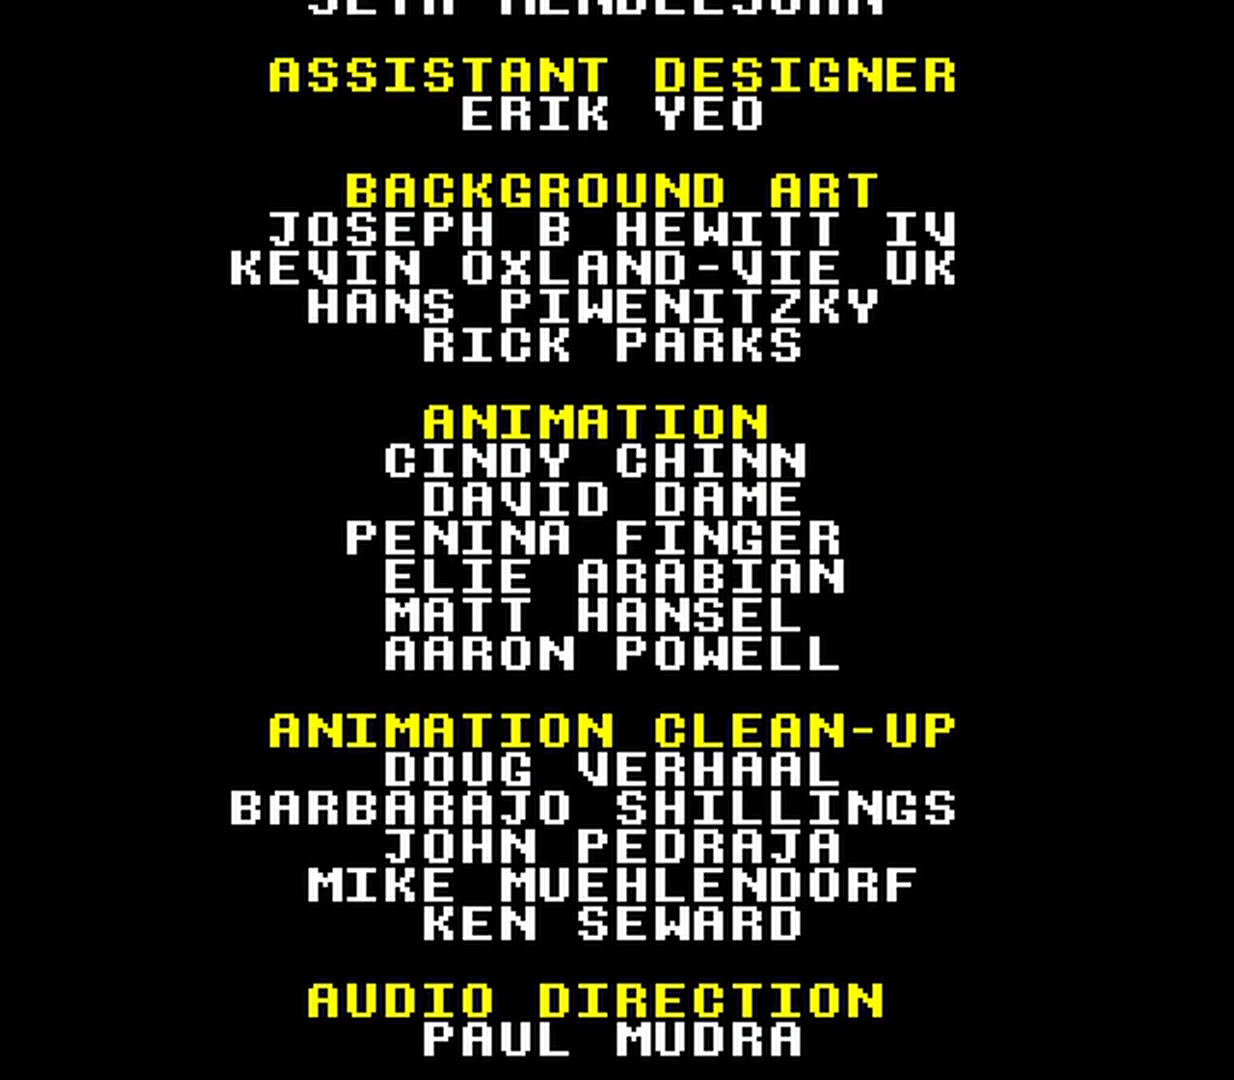 ASSISTANT DESIGNER
ERIK YEO
BACKGROUND ART
JOSEPH B HEWITT IV
KEVIN OXLAND-VIE UK
HANS PIWENITZKY
RICK PARKS
ANIMATION
CINDY CHINN
DAVID DAME
PENINA FINGER
ELIE ARABIAN
MATT HANSEL
AARON POWELL
ANIMATION CLEAN-UP
DOUG VERHAAL
BARBARAJO SHILLINGS
JOHN PEDRAJA
MIKE MUEHLENDORF
KEN SEWARD
AUDIO DIRECTION
PAUL MUDRA